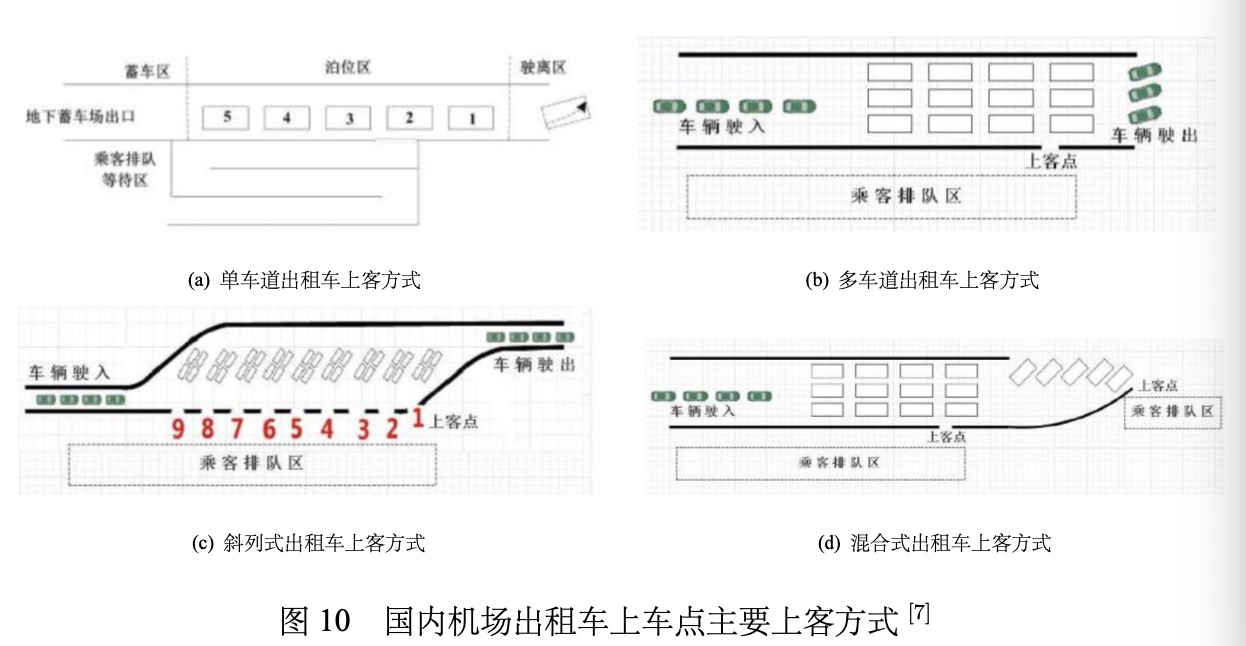 蓄车区 泊位区 驶离区
地下蓄车场出口 5 4 3 2 1
乘客排队
等待区
(a) 单车道出租车上客方式
车辆驶入
车辆驶出
上客点
乘客排队区
(b) 多车道出租车上客方式
车辆驶入
车辆驶出
9 8 7 6 5 4 3 2 1 上客点
乘客排队区
(c) 斜列式出租车上客方式
车辆驶入
上客点
乘客排队区
上客点
乘客排队区
(d) 混合式出租车上客方式
图 10 国内机场出租车上车点主要上客方式 [7]